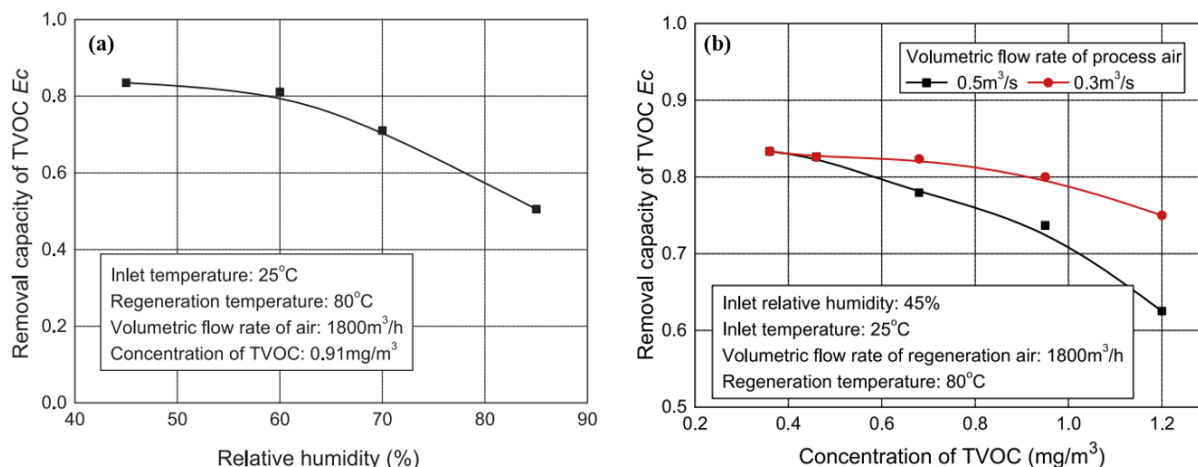 (a)
Removal capacity of TVOC Ec
1.0
0.8
0.6
0.4
0.2
0.0
Inlet temperature: 25°C
Regeneration temperature: 80°C
Volumetric flow rate of air: 1800m³/h
Concentration of TVOC: 0.91mg/m³
40 50 60 70 80 90
Relative humidity (%)
(b)
Removal capacity of TVOC Ec
1.0
0.9
0.8
0.7
0.6
0.5
Volumetric flow rate of process air
0.5m³/s 0.3m³/s
Inlet relative humidity: 45%
Inlet temperature: 25°C
Volumetric flow rate of regeneration air: 1800m³/h
Regeneration temperature: 80°C
0.2 0.4 0.6 0.8 1.0 1.2
Concentration of TVOC (mg/m³)